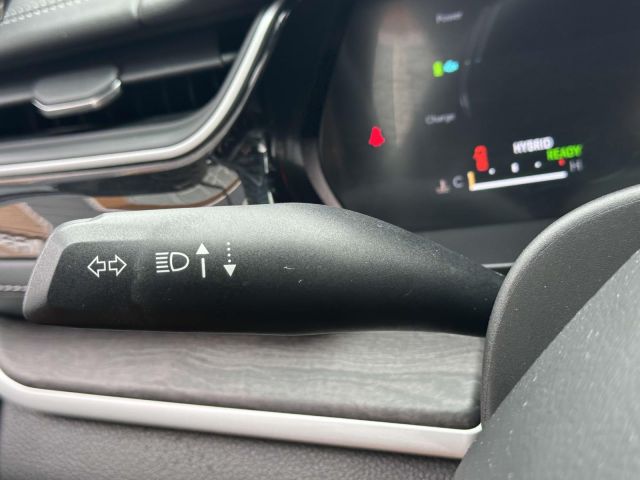 Power
Charge
HYBRID
READY
C H